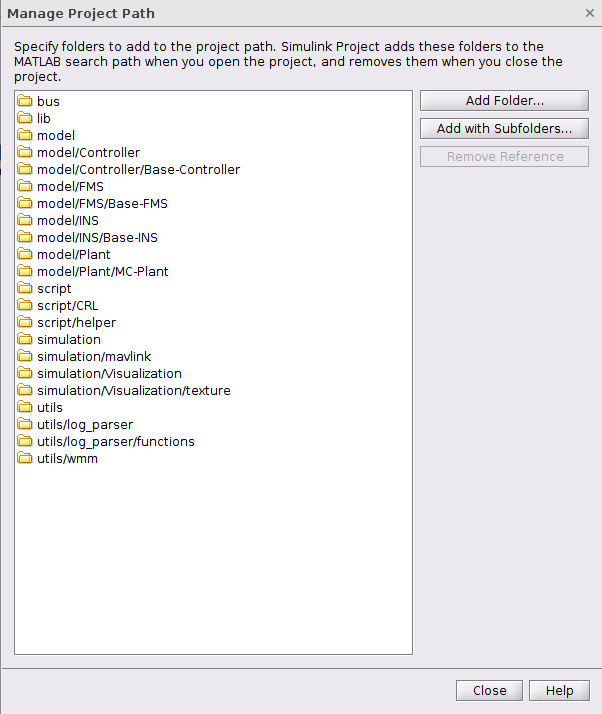 Manage Project Path
Specify folders to add to the project path. Simulink Project adds these folders to the
MATLAB search path when you open the project, and removes them when you close the
project.
bus
lib
model
model/Controller
model/Controller/Base-Controller
model/FMS
model/FMS/Base-FMS
model/INS
model/INS/Base-INS
model/Plant
model/Plant/MC-Plant
script
script/CRL
script/helper
simulation
simulation/mavlink
simulation/Visualization
simulation/Visualization/texture
utils
utils/log_parser
utils/log_parser/functions
utils/wmm
Add Folder...
Add with Subfolders...
Remove Reference
Close
Help